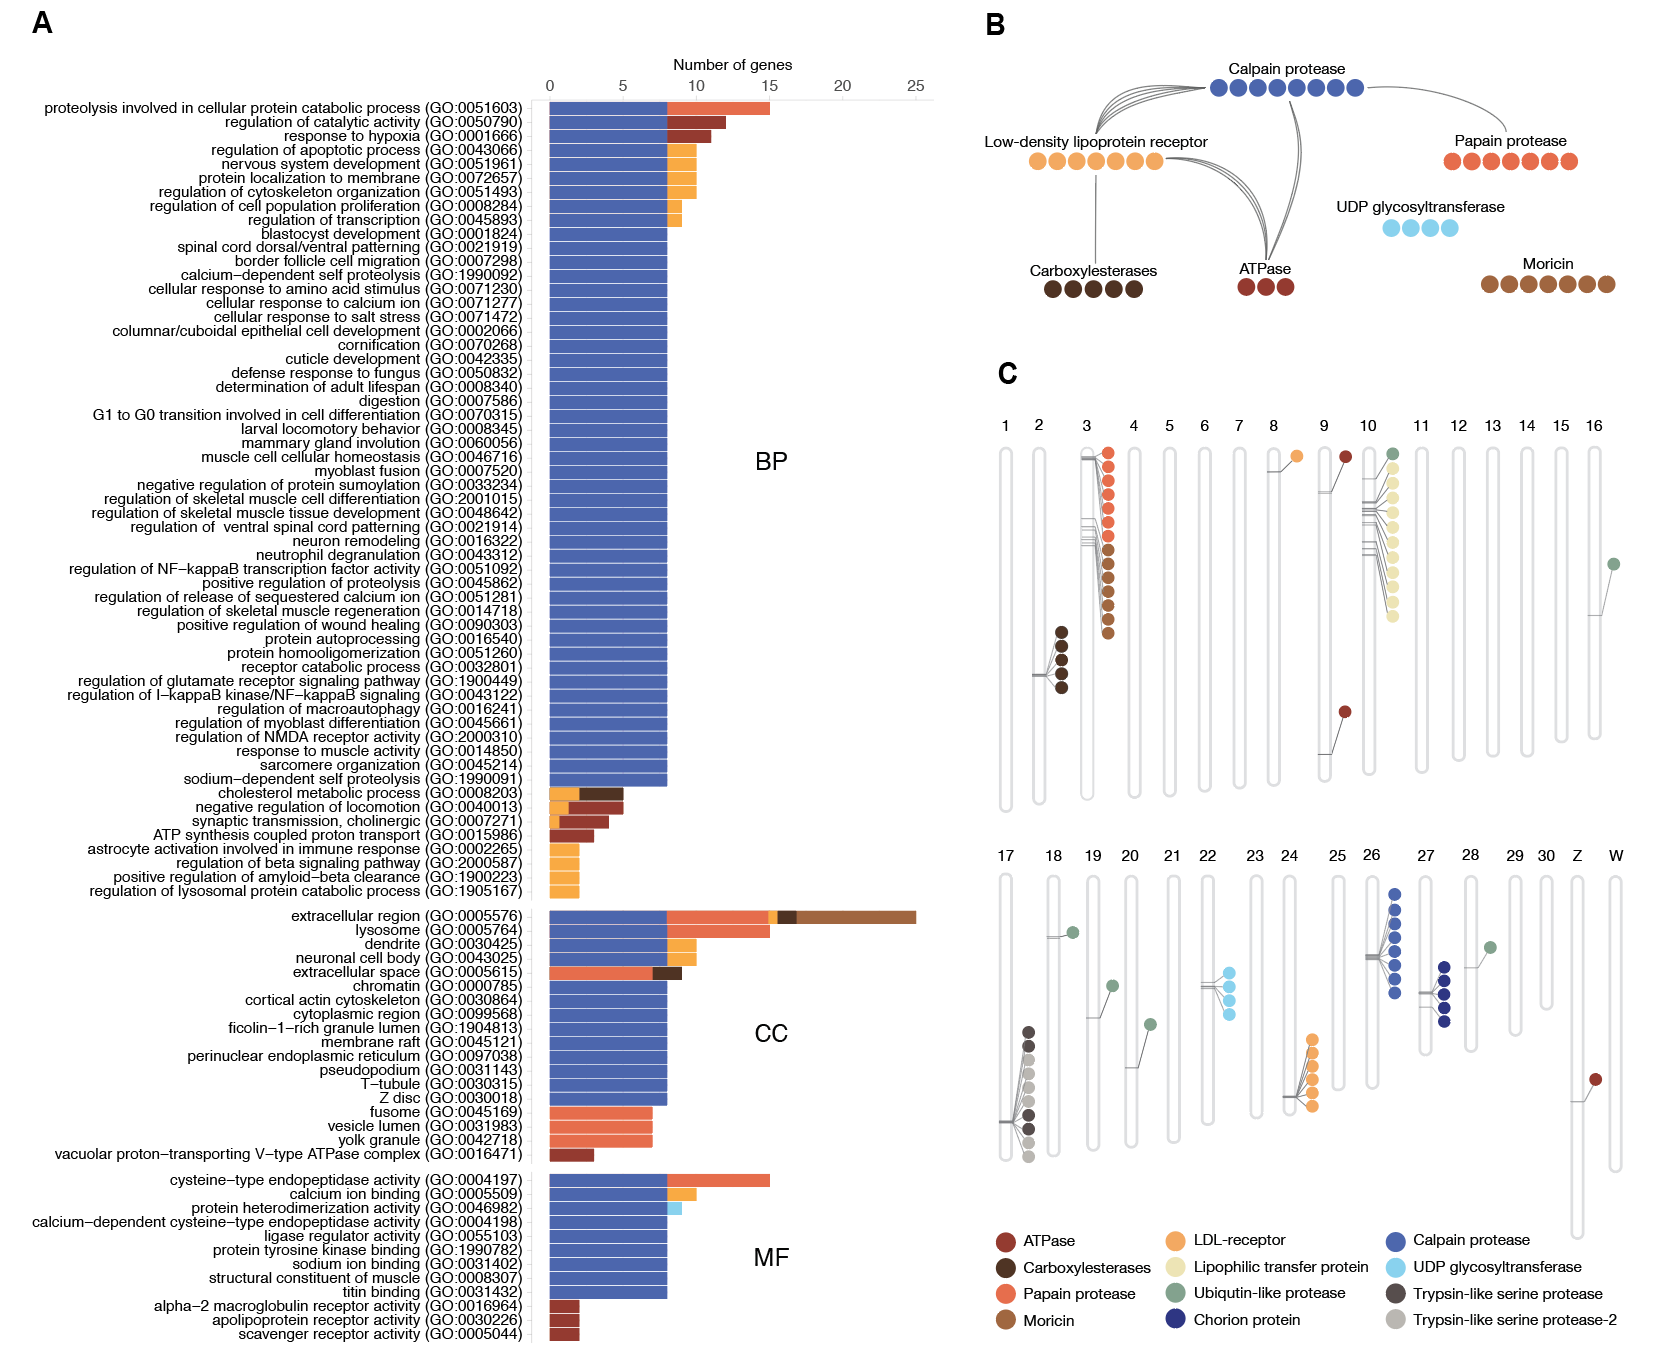 A
Number of genes
0 5 10 15 20 25
proteolysis involved in cellular protein catabolic process (GO:0051603)
regulation of catalytic activity (GO:0050790)
response to hypoxia (GO:0001666)
regulation of apoptotic process (GO:0043066)
nervous system development (GO:0051961)
protein localization to membrane (GO:0072657)
regulation of cytoskeleton organization (GO:0051493)
regulation of cell population proliferation (GO:0008284)
regulation of transcription (GO:0045893)
blastocyst development (GO:0001824)
spinal cord dorsal/ventral patterning (GO:0021919)
border follicle cell migration (GO:0007298)
calcium−dependent self proteolysis (GO:1990092)
cellular response to amino acid stimulus (GO:0071230)
cellular response to calcium ion (GO:0071277)
cellular response to salt stress (GO:0071472)
columnar/cuboidal epithelial cell development (GO:0002066)
cornification (GO:0070268)
cuticle development (GO:0042335)
defense response to fungus (GO:0050832)
determination of adult lifespan (GO:0008340)
digestion (GO:0007586)
G1 to G0 transition involved in cell differentiation (GO:0070315)
larval locomotory behavior (GO:0008345)
mammary gland involution (GO:0060056)
muscle cell cellular homeostasis (GO:0046716)
myoblast fusion (GO:0007520)
negative regulation of protein sumoylation (GO:0033234)
regulation of skeletal muscle cell differentiation (GO:2001015)
regulation of skeletal muscle tissue development (GO:0048642)
regulation of ventral spinal cord patterning (GO:0021914)
neuron remodeling (GO:0016322)
neutrophil degranulation (GO:0043312)
regulation of NF−kappaB transcription factor activity (GO:0051092)
positive regulation of proteolysis (GO:0045862)
regulation of release of sequestered calcium ion (GO:0051281)
regulation of skeletal muscle regeneration (GO:0014718)
positive regulation of wound healing (GO:0090303)
protein autoprocessing (GO:0016540)
protein homooligomerization (GO:0051260)
receptor catabolic process (GO:0032801)
regulation of glutamate receptor signaling pathway (GO:1900449)
regulation of I−kappaB kinase/NF−kappaB signaling (GO:0043122)
regulation of macroautophagy (GO:0016241)
regulation of myoblast differentiation (GO:0045661)
regulation of NMDA receptor activity (GO:2000310)
response to muscle activity (GO:0014850)
sarcomere organization (GO:0045214)
sodium−dependent self proteolysis (GO:1990091)
cholesterol metabolic process (GO:0008203)
negative regulation of locomotion (GO:0040013)
synaptic transmission, cholinergic (GO:0007271)
ATP synthesis coupled proton transport (GO:0015986)
astrocyte activation involved in immune response (GO:0002265)
regulation of beta signaling pathway (GO:2000587)
positive regulation of amyloid−beta clearance (GO:1900223)
regulation of lysosomal protein catabolic process (GO:1905167)
BP
extracellular region (GO:0005576)
lysosome (GO:0005764)
dendrite (GO:0030425)
neuronal cell body (GO:0043025)
extracellular space (GO:0005615)
chromatin (GO:0000785)
cortical actin cytoskeleton (GO:0030864)
cytoplasmic region (GO:0099568)
ficolin−1−rich granule lumen (GO:1904813)
membrane raft (GO:0045121)
perinuclear endoplasmic reticulum (GO:0097038)
pseudopodium (GO:0031143)
T−tubule (GO:0030315)
Z disc (GO:0030018)
fusome (GO:0045169)
vesicle lumen (GO:0031983)
yolk granule (GO:0042718)
vacuolar proton−transporting V−type ATPase complex (GO:0016471)
CC
cysteine−type endopeptidase activity (GO:0004197)
calcium ion binding (GO:0005509)
protein heterodimerization activity (GO:0046982)
calcium−dependent cysteine−type endopeptidase activity (GO:0004198)
ligase regulator activity (GO:0055103)
protein tyrosine kinase binding (GO:1990782)
sodium ion binding (GO:0031402)
structural constituent of muscle (GO:0008307)
titin binding (GO:0031432)
alpha−2 macroglobulin receptor activity (GO:0016964)
apolipoprotein receptor activity (GO:0030226)
scavenger receptor activity (GO:0005044)
MF
B
Calpain protease
Low-density lipoprotein receptor
Papain protease
UDP glycosyltransferase
Carboxylesterases
ATPase
Moricin
C
1 2 3 4 5 6 7 8 9 10 11 12 13 14 15 16
17 18 19 20 21 22 23 24 25 26 27 28 29 30 Z W
ATPase
Carboxylesterases
Papain protease
Moricin
LDL-receptor
Lipophilic transfer protein
Ubiqutin-like protease
Chorion protein
Calpain protease
UDP glycosyltransferase
Trypsin-like serine protease
Trypsin-like serine protease-2